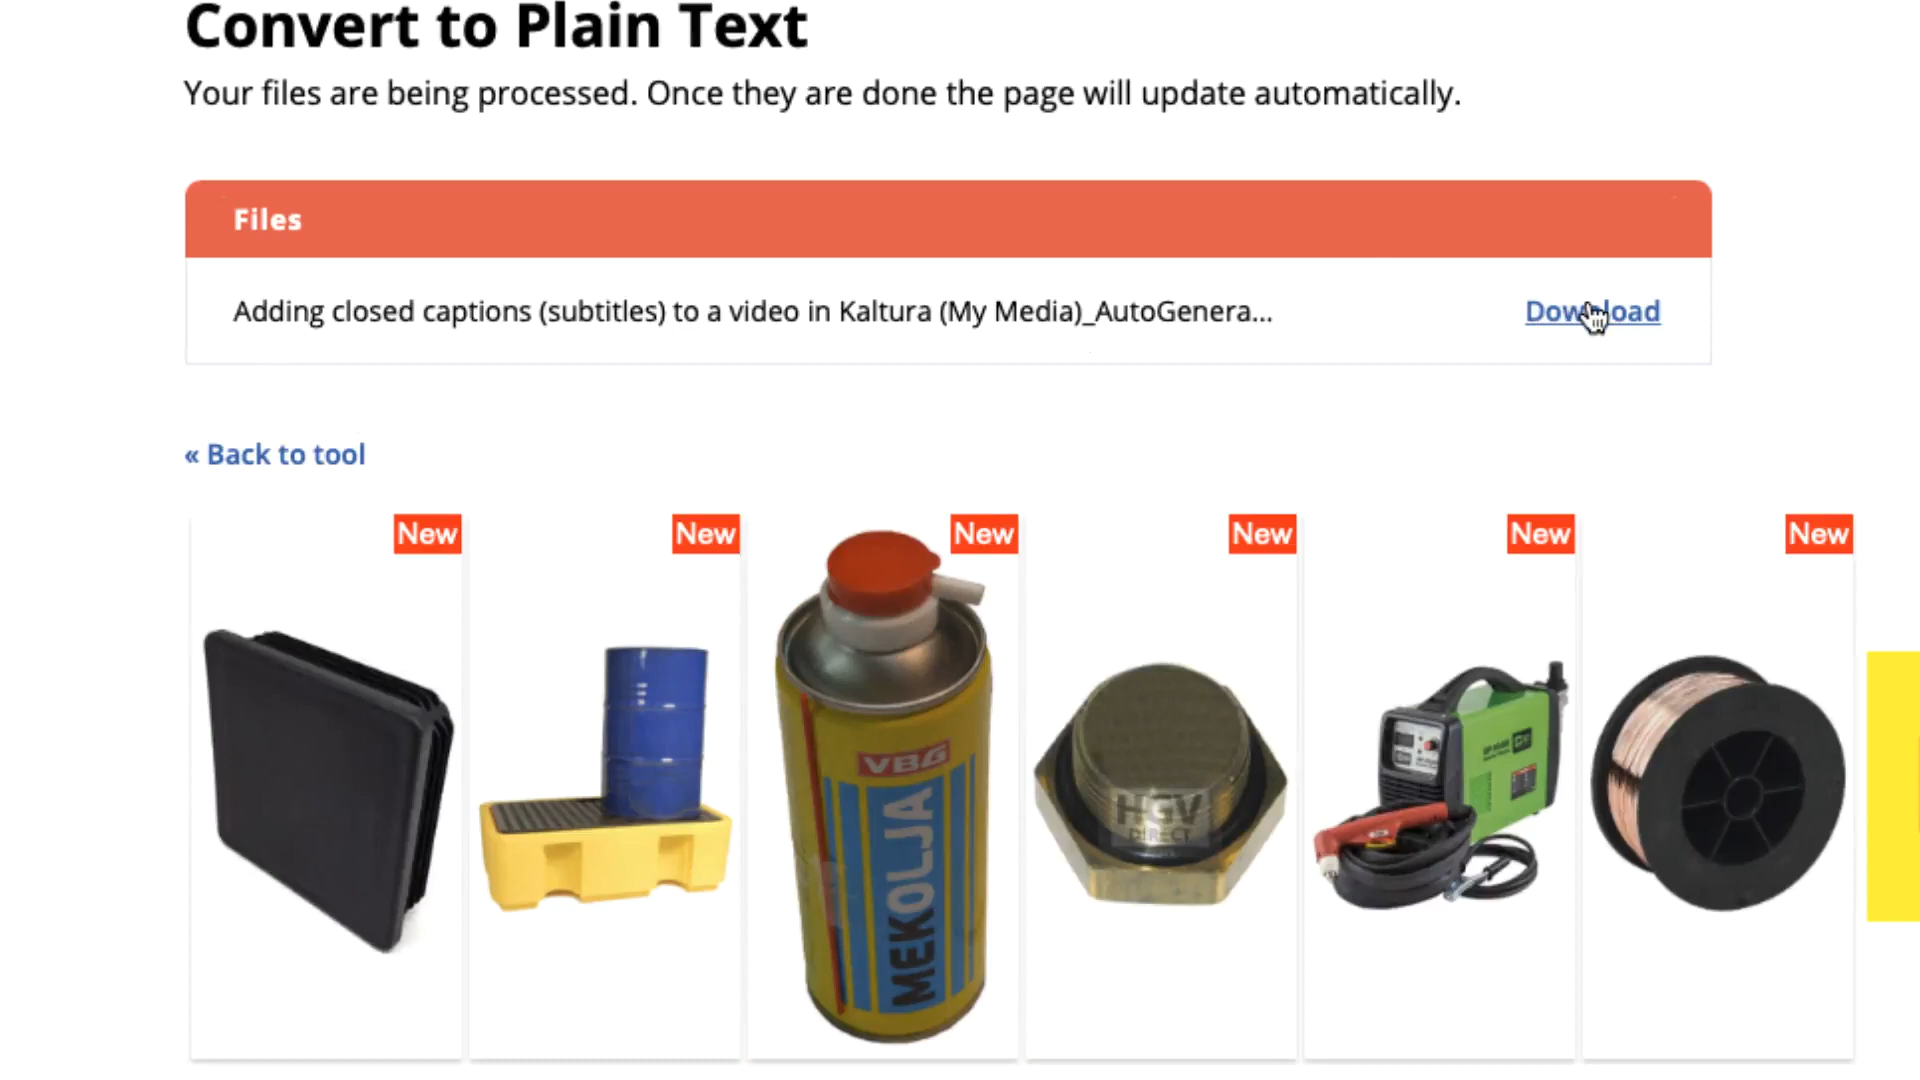 Convert to Plain Text
Your files are being processed. Once they are done the page will update automatically.
Files
Adding closed captions (subtitles) to a video in Kaltura (My Media)_AutoGenera...
Download
« Back to tool
New
New
New
New
New
New
VBG
MEKOLJA
HGV
DIRECT